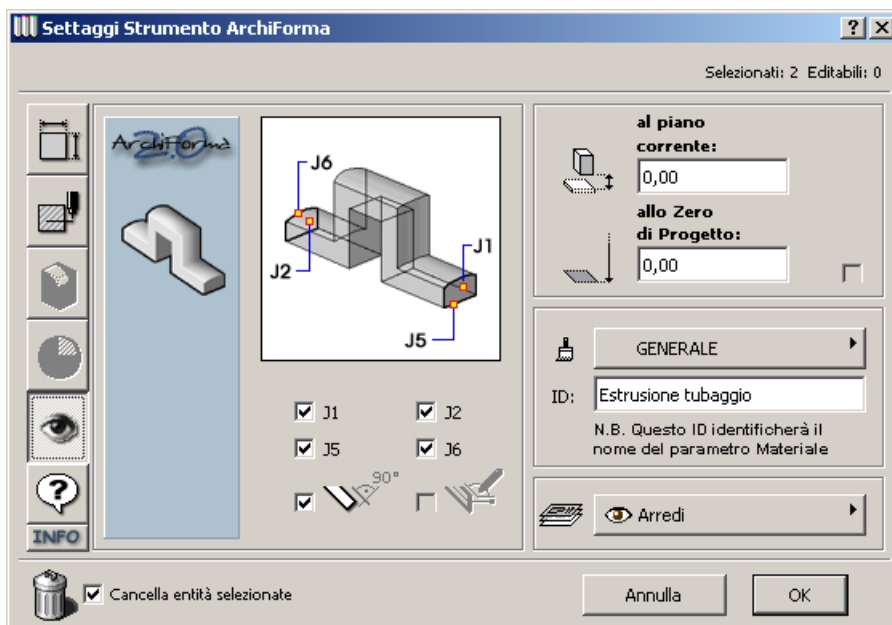 Settaggi Strumento ArchiForma
Selezionati: 2 Editabili: 0
ArchiForma
2.0
J6
J2
J1
J5
J1
J2
J5
J6
90°
al piano
corrente:
0,00
allo Zero
di Progetto:
0,00
GENERALE
ID:
Estrusione tubaggio
N.B. Questo ID identificherà il
nome del parametro Materiale
Arredi
INFO
Cancella entità selezionate
Annulla
OK